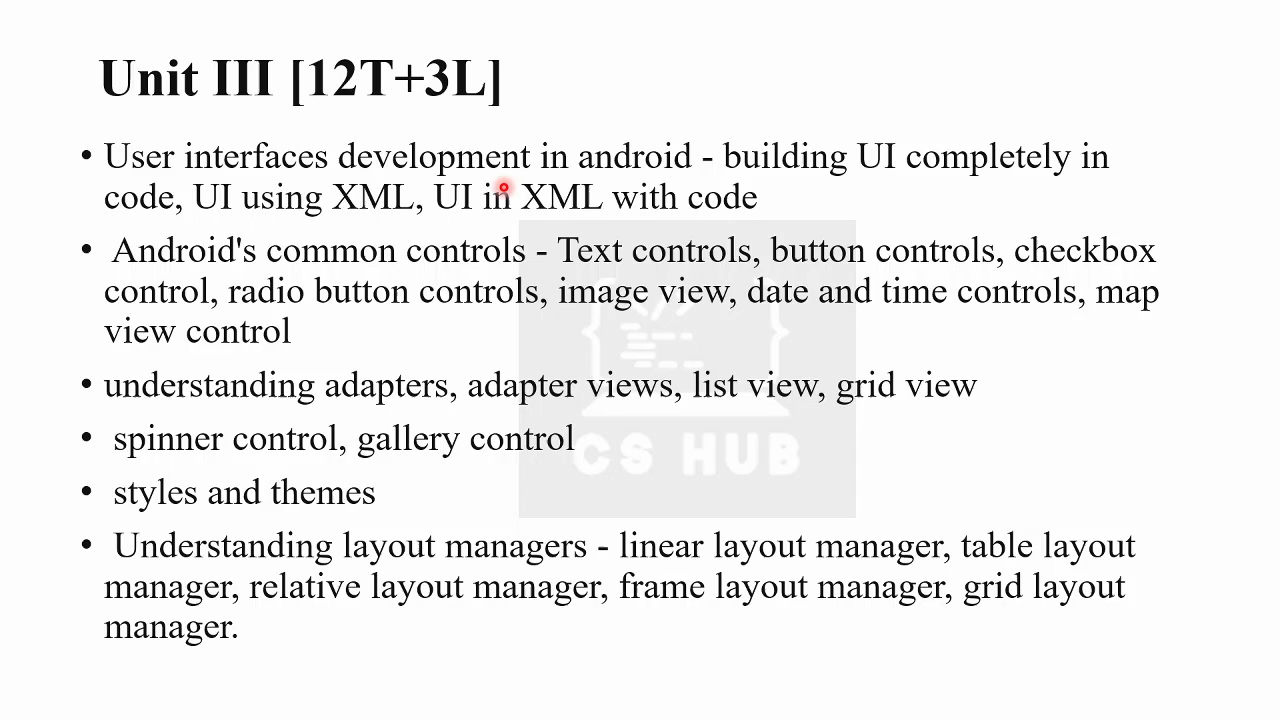 Unit III [12T+3L]
• User interfaces development in android - building UI completely in
code, UI using XML, UI in XML with code
• Android's common controls - Text controls, button controls, checkbox
control, radio button controls, image view, date and time controls, map
view control
• understanding adapters, adapter views, list view, grid view
• spinner control, gallery control
• styles and themes
• Understanding layout managers - linear layout manager, table layout
manager, relative layout manager, frame layout manager, grid layout
manager.
CS HUB